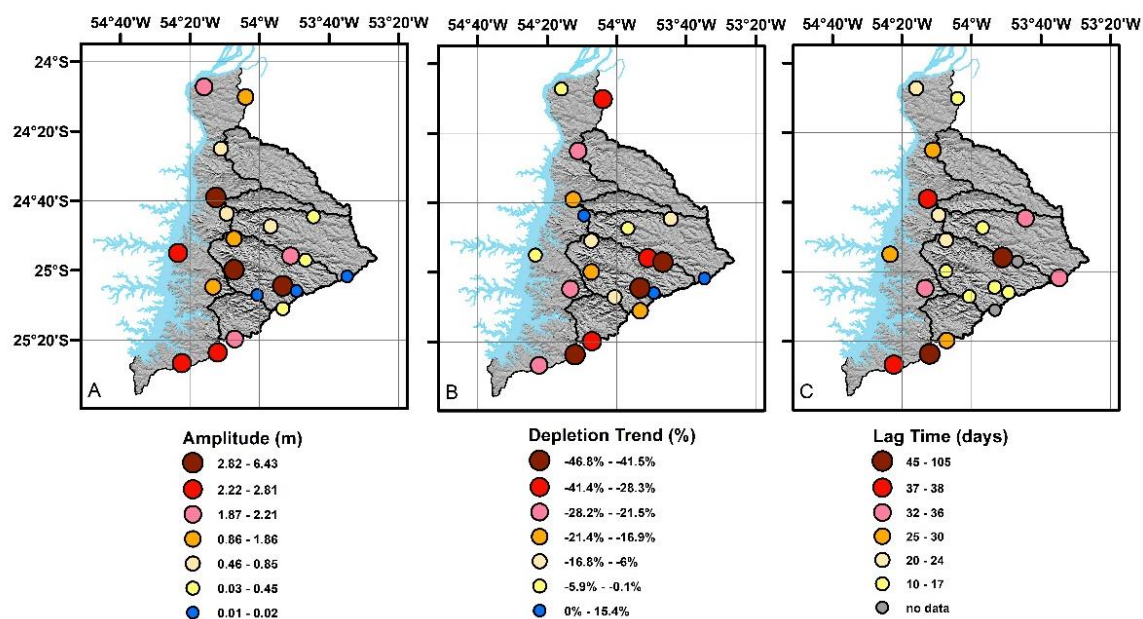 54°40'W 54°20'W 54°W 53°40'W 53°20'W
54°40'W 54°20'W 54°W 53°40'W 53°20'W
54°40'W 54°20'W 54°W 53°40'W 53°20'W
24°S
24°20'S
24°40'S
25°S
25°20'S
A
B
C
Amplitude (m)
2.82 - 6.43
2.22 - 2.81
1.87 - 2.21
0.86 - 1.86
0.46 - 0.85
0.03 - 0.45
0.01 - 0.02
Depletion Trend (%)
-46.8% - -41.5%
-41.4% - -28.3%
-28.2% - -21.5%
-21.4% - -16.9%
-16.8% - -6%
-5.9% - -0.1%
0% - 15.4%
Lag Time (days)
45 - 105
37 - 38
32 - 36
25 - 30
20 - 24
10 - 17
no data